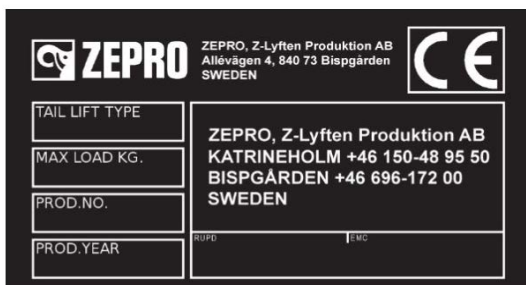 ZEPRO
ZEPRO, Z-Lyften Produktion AB
Allévägen 4, 840 73 Bispgården
SWEDEN
CE
TAIL LIFT TYPE
MAX LOAD KG.
PROD.NO.
PROD.YEAR
ZEPRO, Z-Lyften Produktion AB
KATRINEHOLM +46 150-48 95 50
BISPGÅRDEN +46 696-172 00
SWEDEN
RUPD
EMC